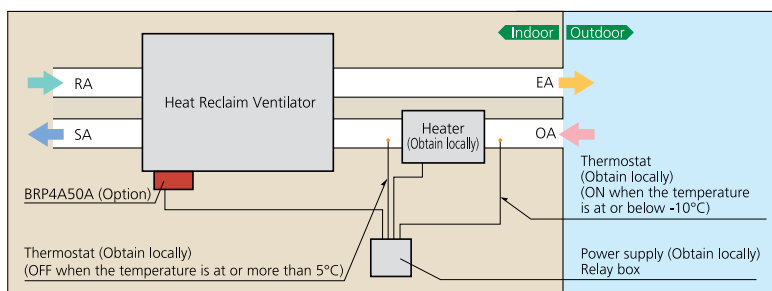 Indoor Outdoor
RA
EA
Heat Reclaim Ventilator
SA
Heater
(Obtain locally)
OA
BRP4A50A (Option)
Thermostat
(Obtain locally)
(ON when the temperature
is at or below -10°C)
Thermostat (Obtain locally)
(OFF when the temperature is at or more than 5°C)
Power supply (Obtain locally)
Relay box